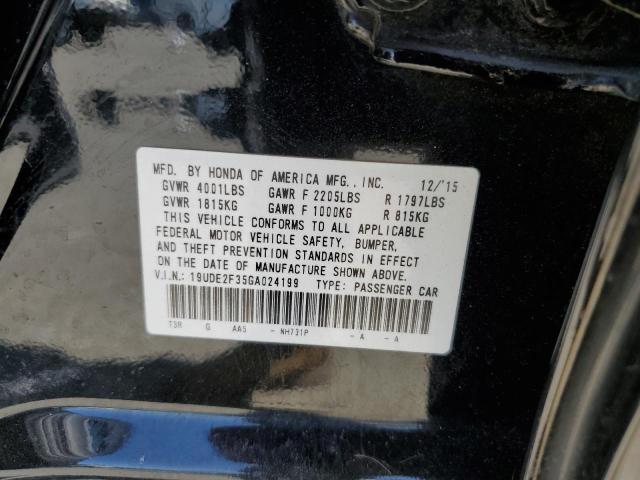 MFD. BY HONDA OF AMERICA MFG., INC. 12/'15
GVWR 4001LBS GAWR F 2205LBS R 1797LBS
GVWR 1815KG GAWR F 1000KG R 815KG
THIS VEHICLE CONFORMS TO ALL APPLICABLE
FEDERAL MOTOR VEHICLE SAFETY, BUMPER,
AND THEFT PREVENTION STANDARDS IN EFFECT
ON THE DATE OF MANUFACTURE SHOWN ABOVE.
V.I.N.: 19UDE2F35GA024199 TYPE: PASSENGER CAR
T3R G AA5 - NH731P - A - A